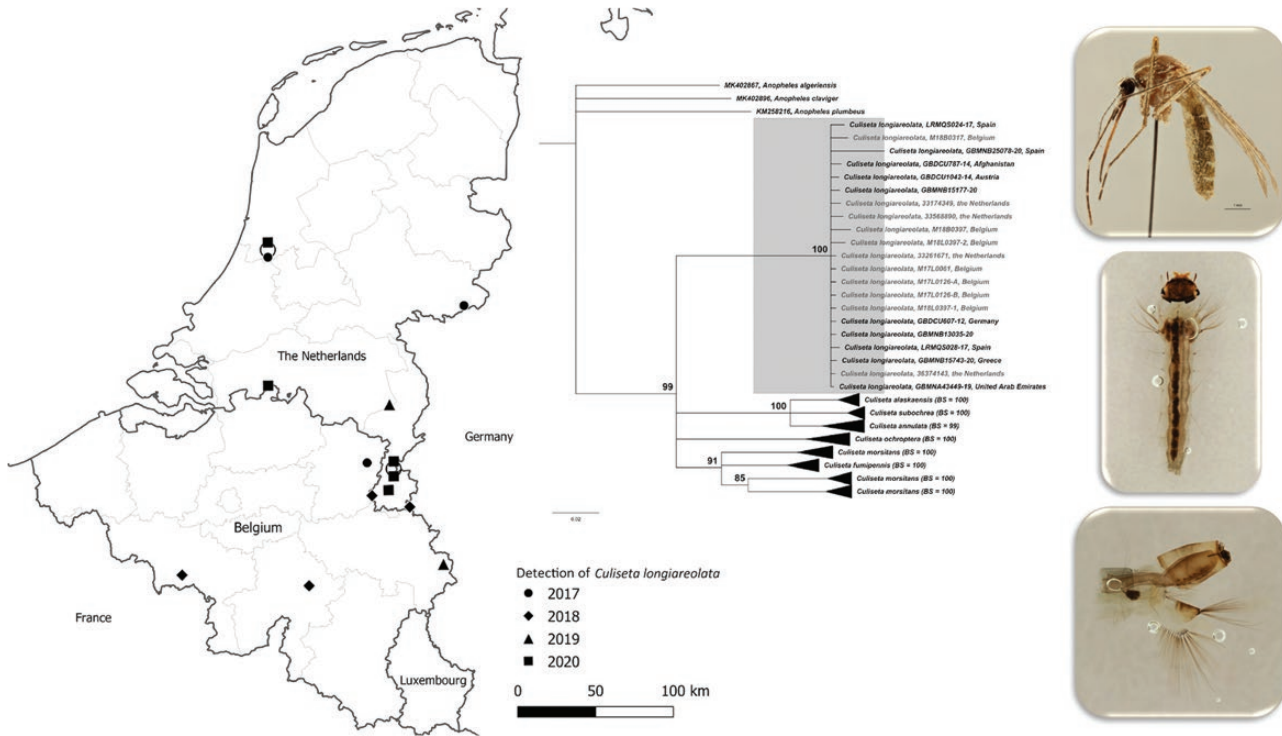 MK402867, Anopheles algeriensis
MK402896, Anopheles claviger
KM258216, Anopheles plumbeus
Culiseta longiareolata, LRMQS024-17, Spain
Culiseta longiareolata, M18B0317, Belgium
Culiseta longiareolata, GBMNB25078-20, Spain
Culiseta longiareolata, GBDCU787-14, Afghanistan
Culiseta longiareolata, GBDCU1042-14, Austria
Culiseta longiareolata, GBMNB15177-20
Culiseta longiareolata, 33174349, the Netherlands
Culiseta longiareolata, 33568890, the Netherlands
Culiseta longiareolata, M18B0397, Belgium
Culiseta longiareolata, M18L0397-2, Belgium
100
Culiseta longiareolata, 33261671, the Netherlands
Culiseta longiareolata, M17L0061, Belgium
Culiseta longiareolata, M17L0126-A, Belgium
Culiseta longiareolata, M17L0126-B, Belgium
Culiseta longiareolata, M18L0397-1, Belgium
Culiseta longiareolata, GBDCU607-12, Germany
Culiseta longiareolata, GBMNB13035-20
Culiseta longiareolata, LRMQS028-17, Spain
Culiseta longiareolata, GBMNB15743-20, Greece
Culiseta longiareolata, 36374143, the Netherlands
Culiseta longiareolata, GBMNA43449-19, United Arab Emirates
99
100
Culiseta alaskaensis (BS = 100)
Culiseta subochrea (BS = 100)
Culiseta annulata (BS = 99)
Culiseta ochroptera (BS = 100)
91
Culiseta morsitans (BS = 100)
Culiseta fumipennis (BS = 100)
85
Culiseta morsitans (BS = 100)
Culiseta morsitans (BS = 100)
0.02
The Netherlands
Germany
Belgium
France
Luxembourg
Detection of Culiseta longiareolata
2017
2018
2019
2020
0 50 100 km